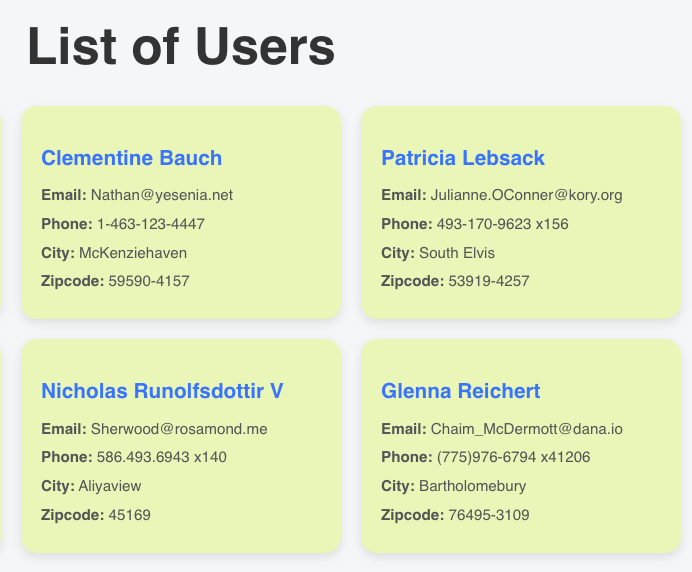 List of Users
Clementine Bauch
Email: Nathan@yesenia.net
Phone: 1-463-123-4447
City: McKenziehaven
Zipcode: 59590-4157
Patricia Lebsack
Email: Julianne.OConner@kory.org
Phone: 493-170-9623 x156
City: South Elvis
Zipcode: 53919-4257
Nicholas Runolfsdottir V
Email: Sherwood@rosamond.me
Phone: 586.493.6943 x140
City: Aliyaview
Zipcode: 45169
Glenna Reichert
Email: Chaim_McDermott@dana.io
Phone: (775)976-6794 x41206
City: Bartholomebury
Zipcode: 76495-3109